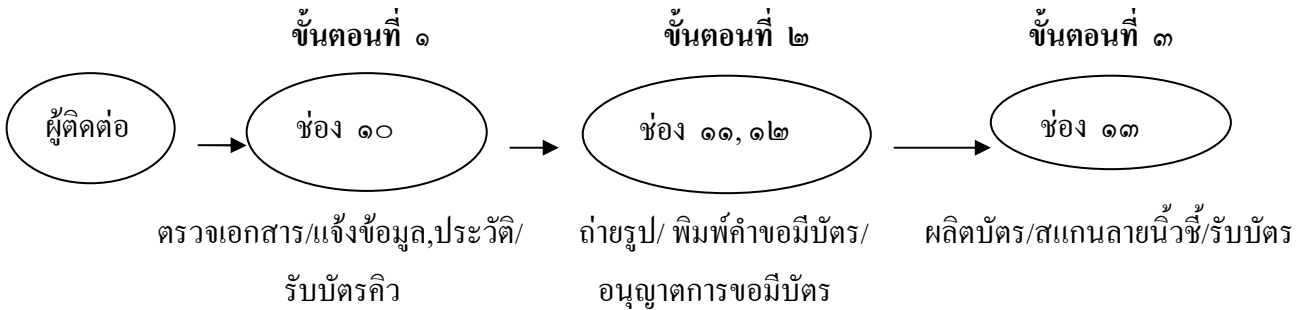 ขั้นตอนที่ ๑ ขั้นตอนที่ ๒ ขั้นตอนที่ ๓
ผู้ติดต่อ ช่อง ๑๐ ช่อง ๑๑, ๑๒ ช่อง ๑๓
ตรวจเอกสาร/แจ้งข้อมูล,ประวัติ/ ถ่ายรูป/ พิมพ์คำขอมีบัตร/ ผลิตบัตร/สแกนลายนิ้วชี้/รับบัตร
รับบัตรคิว อนุญาตการขอมีบัตร